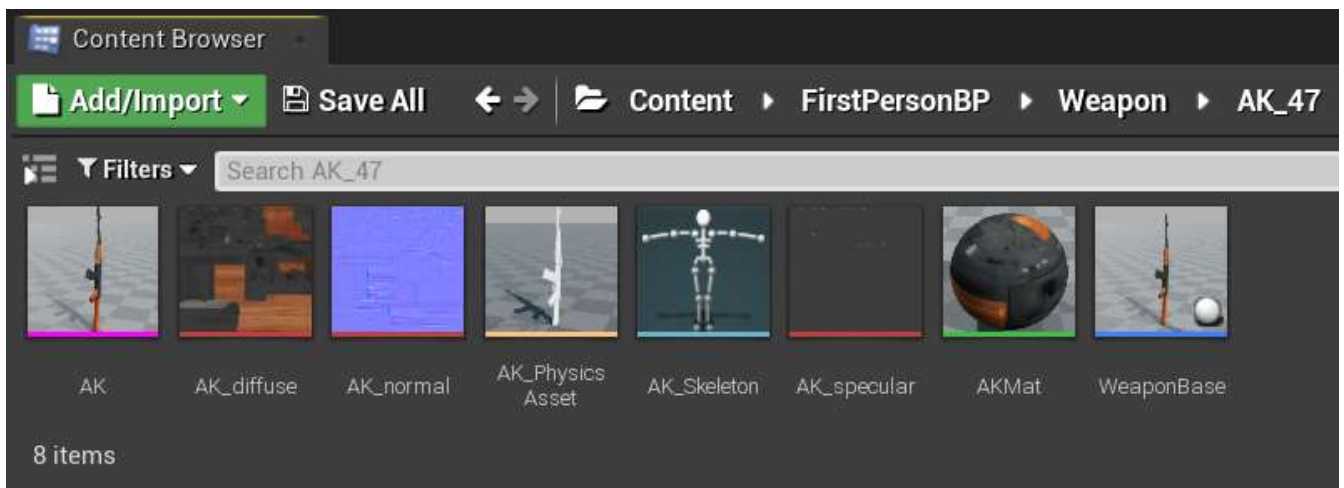 Content Browser
Add/Import Save All Content FirstPersonBP Weapon AK_47
Filters Search AK_47
AK AK_diffuse AK_normal AK_Physics Asset AK_Skeleton AK_specular AKMat WeaponBase
8 items